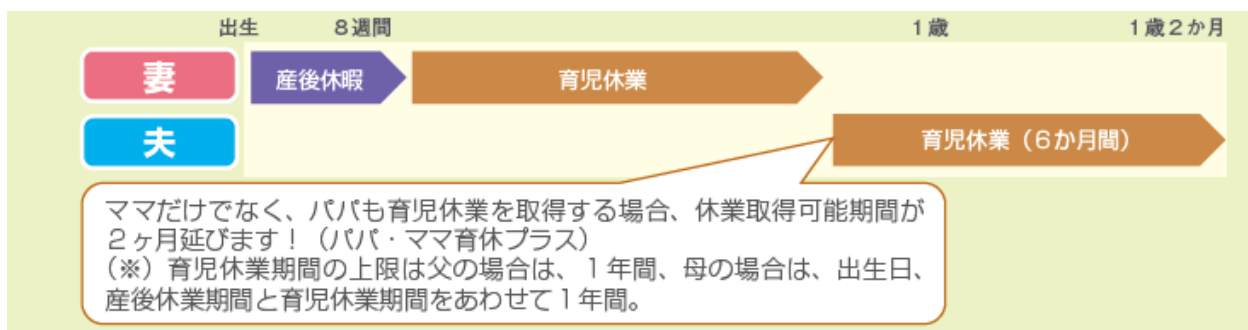 出生 8週間 1歳 1歳2か月
妻 産後休暇 育児休業
夫 育児休業（6か月間）
ママだけでなく、パパも育児休業を取得する場合、休業取得可能期間が
２ヶ月延びます！（パパ・ママ育休プラス）
（※）育児休業期間の上限は父の場合は、１年間、母の場合は、出生日、
産後休業期間と育児休業期間をあわせて１年間。